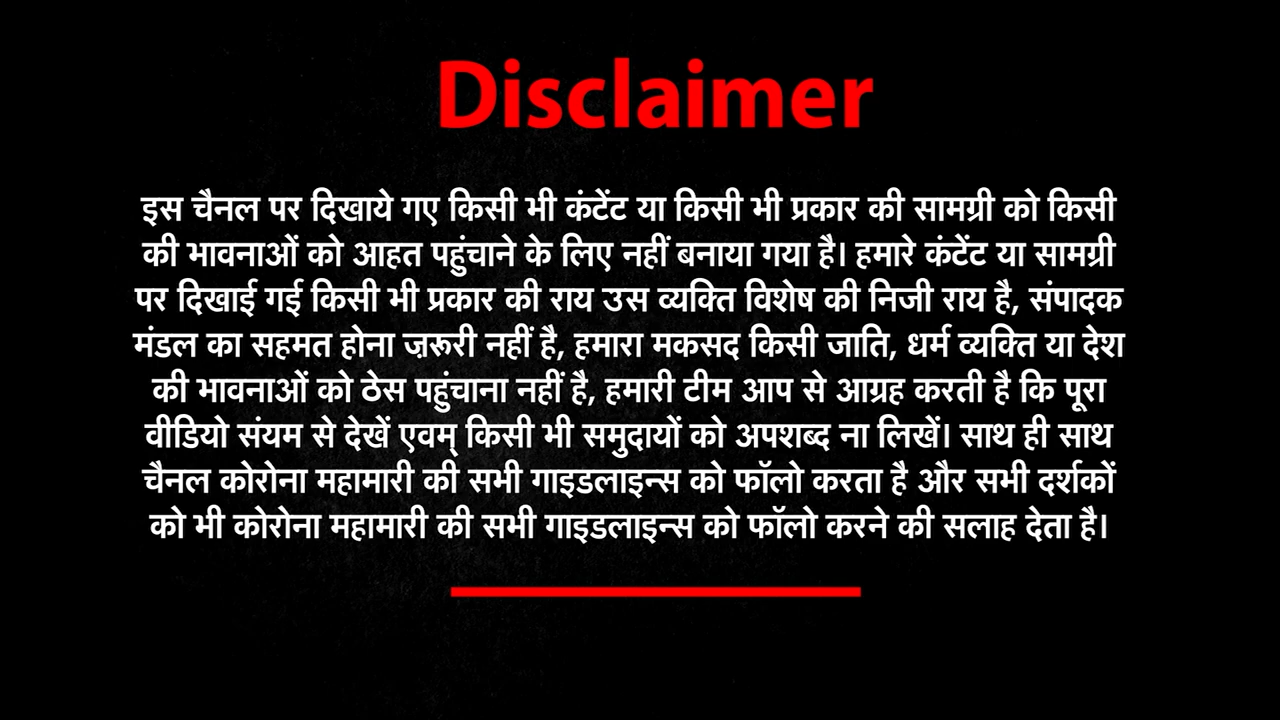 Disclaimer
इस चैनल पर दिखाये गए किसी भी कंटेंट या किसी भी प्रकार की सामग्री को किसी
की भावनाओं को आहत पहुंचाने के लिए नहीं बनाया गया है। हमारे कंटेंट या सामग्री
पर दिखाई गई किसी भी प्रकार की राय उस व्यक्ति विशेष की निजी राय है, संपादक
मंडल का सहमत होना ज़रूरी नहीं है, हमारा मकसद किसी जाति, धर्म व्यक्ति या देश
की भावनाओं को ठेस पहुंचाना नहीं है, हमारी टीम आप से आग्रह करती है कि पूरा
वीडियो संयम से देखें एवम् किसी भी समुदायों को अपशब्द ना लिखें। साथ ही साथ
चैनल कोरोना महामारी की सभी गाइडलाइन्स को फॉलो करता है और सभी दर्शकों
को भी कोरोना महामारी की सभी गाइडलाइन्स को फॉलो करने की सलाह देता है।